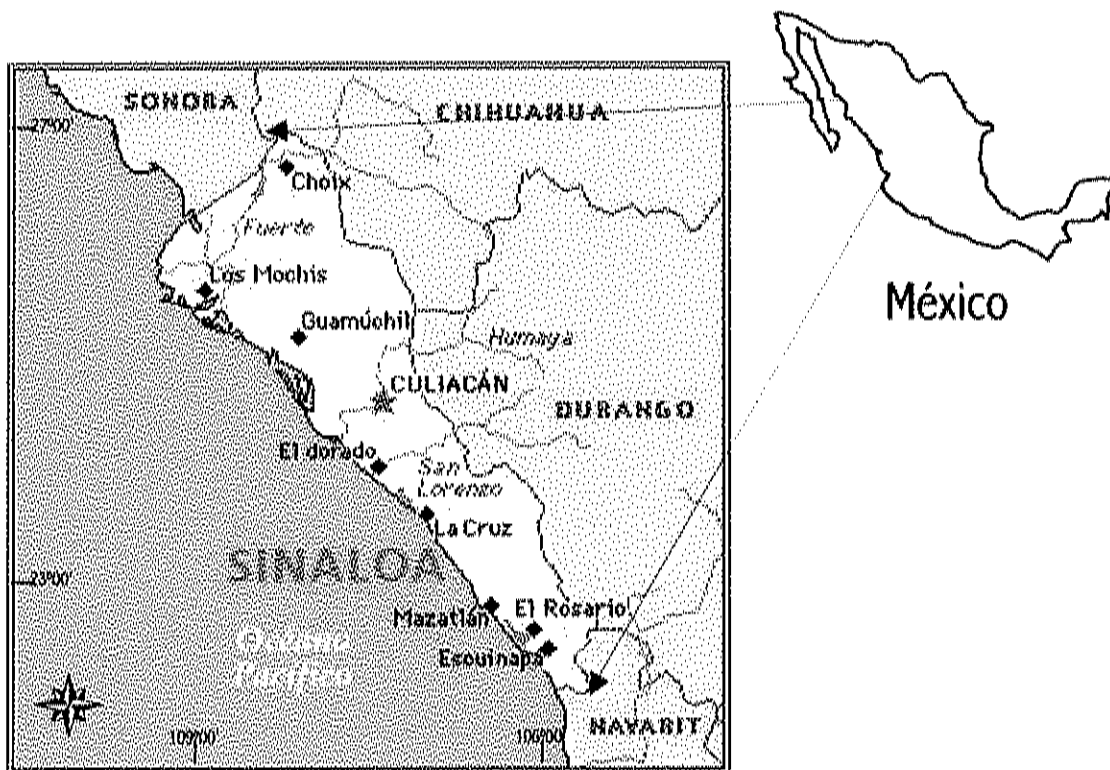 SONORA
CHIHUAHUA
27°00'
Choix
Fuerte
Los Mochis
Guamúchil
México
Humaya
CULIACÁN
DURANGO
El dorado
San
Lorenzo
La Cruz
SINALOA
23°00'
Mazatlán
El Rosario
Océano
Pacífico
Escuinapa
NAYARIT
109°00'
106°00'